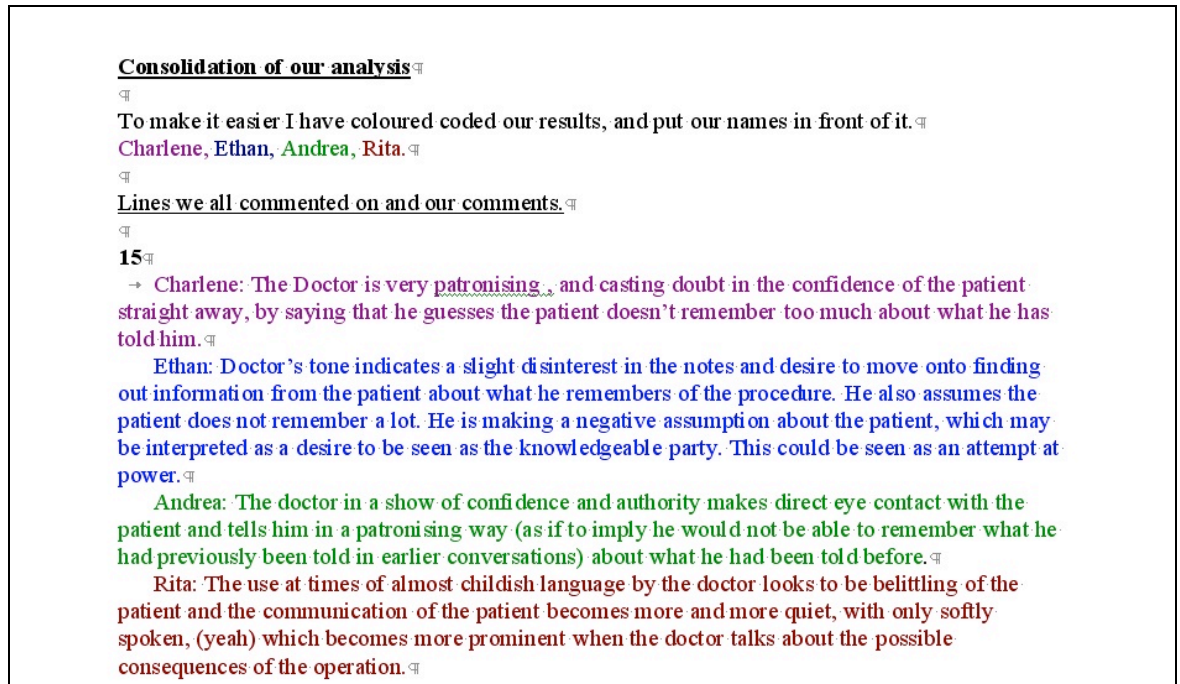 Consolidation of our analysis
To make it easier I have coloured coded our results, and put our names in front of it.
Charlene, Ethan, Andrea, Rita.
Lines we all commented on and our comments.
15
Charlene: The Doctor is very patronising , and casting doubt in the confidence of the patient
straight away, by saying that he guesses the patient doesn’t remember too much about what he has
told him.
Ethan: Doctor’s tone indicates a slight disinterest in the notes and desire to move onto finding
out information from the patient about what he remembers of the procedure. He also assumes the
patient does not remember a lot. He is making a negative assumption about the patient, which may
be interpreted as a desire to be seen as the knowledgeable party. This could be seen as an attempt at
power.
Andrea: The doctor in a show of confidence and authority makes direct eye contact with the
patient and tells him in a patronising way (as if to imply he would not be able to remember what he
had previously been told in earlier conversations) about what he had been told before.
Rita: The use at times of almost childish language by the doctor looks to be belittling of the
patient and the communication of the patient becomes more and more quiet, with only softly
spoken, (yeah) which becomes more prominent when the doctor talks about the possible
consequences of the operation.